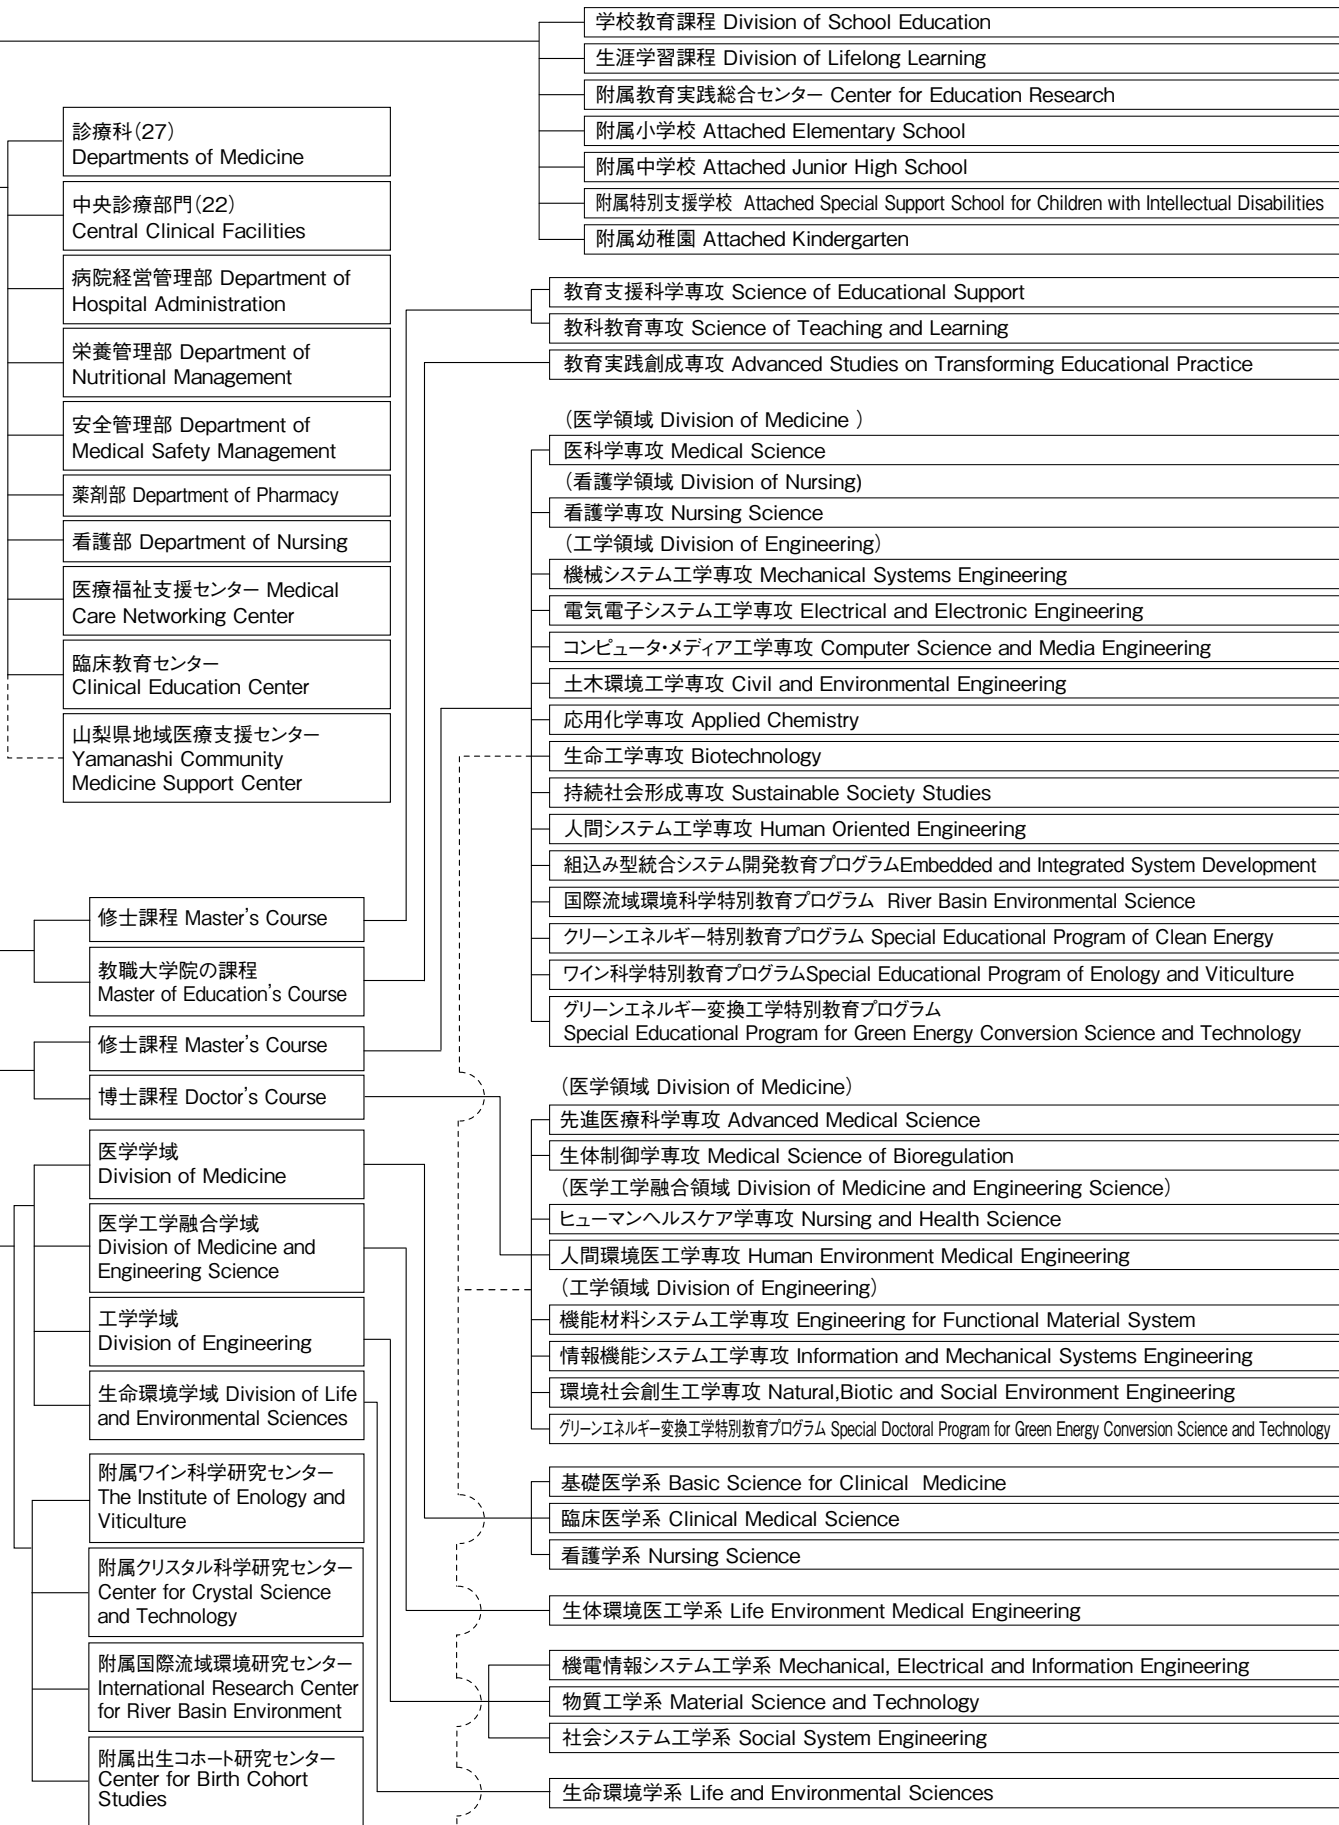 学校教育課程 Division of School Education
生涯学習課程 Division of Lifelong Learning
附属教育実践総合センター Center for Education Research
附属小学校 Attached Elementary School
附属中学校 Attached Junior High School
附属特別支援学校 Attached Special Support School for Children with Intellectual Disabilities
附属幼稚園 Attached Kindergarten
診療科(27)
Departments of Medicine
中央診療部門(22)
Central Clinical Facilities
病院経営管理部 Department of
Hospital Administration
栄養管理部 Department of
Nutritional Management
安全管理部 Department of
Medical Safety Management
薬剤部 Department of Pharmacy
看護部 Department of Nursing
医療福祉支援センター Medical
Care Networking Center
臨床教育センター
Clinical Education Center
山梨県地域医療支援センター
Yamanashi Community
Medicine Support Center
教育支援科学専攻 Science of Educational Support
教科教育専攻 Science of Teaching and Learning
教育実践創成専攻 Advanced Studies on Transforming Educational Practice
(医学領域 Division of Medicine )
医科学専攻 Medical Science
(看護学領域 Division of Nursing)
看護学専攻 Nursing Science
(工学領域 Division of Engineering)
機械システム工学専攻 Mechanical Systems Engineering
電気電子システム工学専攻 Electrical and Electronic Engineering
コンピュータ・メディア工学専攻 Computer Science and Media Engineering
土木環境工学専攻 Civil and Environmental Engineering
応用化学専攻 Applied Chemistry
生命工学専攻 Biotechnology
持続社会形成専攻 Sustainable Society Studies
人間システム工学専攻 Human Oriented Engineering
組込み型統合システム開発教育プログラムEmbedded and Integrated System Development
国際流域環境科学特別教育プログラム River Basin Environmental Science
クリーンエネルギー特別教育プログラム Special Educational Program of Clean Energy
ワイン科学特別教育プログラムSpecial Educational Program of Enology and Viticulture
グリーンエネルギー変換工学特別教育プログラム
Special Educational Program for Green Energy Conversion Science and Technology
修士課程 Master's Course
教職大学院の課程
Master of Education's Course
修士課程 Master's Course
博士課程 Doctor's Course
(医学領域 Division of Medicine)
先進医療科学専攻 Advanced Medical Science
生体制御学専攻 Medical Science of Bioregulation
(医学工学融合領域 Division of Medicine and Engineering Science)
ヒューマンヘルスケア学専攻 Nursing and Health Science
人間環境医工学専攻 Human Environment Medical Engineering
(工学領域 Division of Engineering)
機能材料システム工学専攻 Engineering for Functional Material System
情報機能システム工学専攻 Information and Mechanical Systems Engineering
環境社会創生工学専攻 Natural,Biotic and Social Environment Engineering
グリーンエネルギー変換工学特別教育プログラム Special Doctoral Program for Green Energy Conversion Science and Technology
医学学域
Division of Medicine
医学工学融合学域
Division of Medicine and
Engineering Science
工学学域
Division of Engineering
生命環境学域 Division of Life
and Environmental Sciences
附属ワイン科学研究センター
The Institute of Enology and
Viticulture
附属クリスタル科学研究センター
Center for Crystal Science
and Technology
附属国際流域環境研究センター
International Research Center
for River Basin Environment
附属出生コホート研究センター
Center for Birth Cohort
Studies
基礎医学系 Basic Science for Clinical Medicine
臨床医学系 Clinical Medical Science
看護学系 Nursing Science
生体環境医工学系 Life Environment Medical Engineering
機電情報システム工学系 Mechanical, Electrical and Information Engineering
物質工学系 Material Science and Technology
社会システム工学系 Social System Engineering
生命環境学系 Life and Environmental Sciences